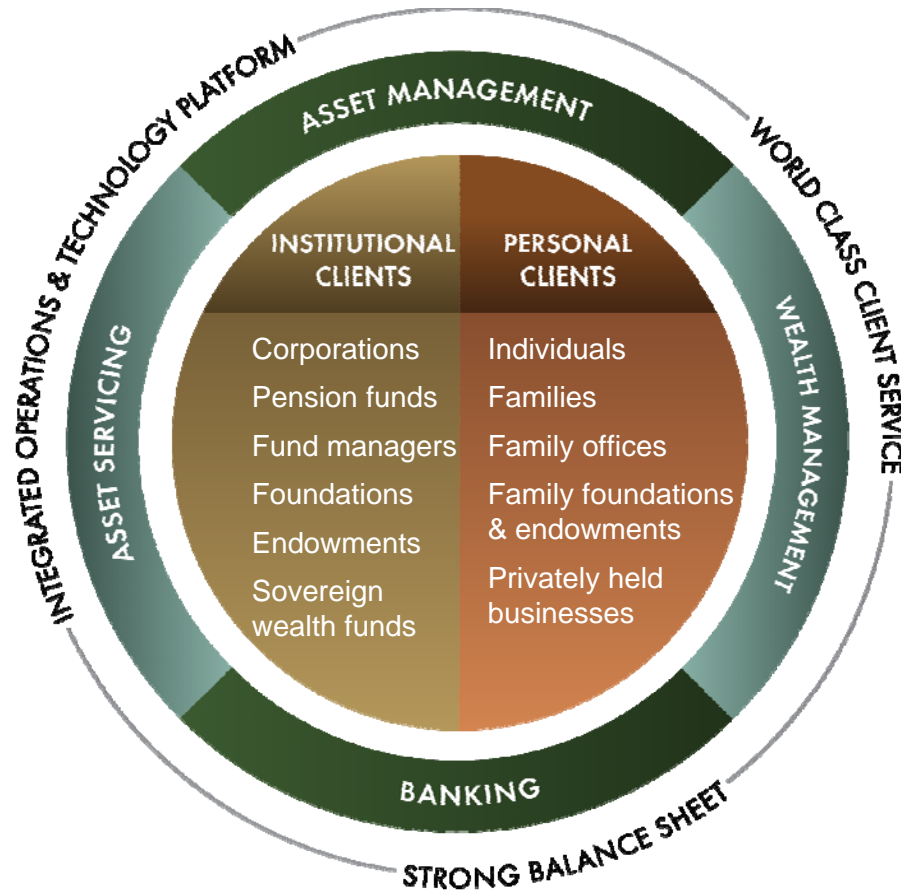 INTEGRATED OPERATIONS & TECHNOLOGY PLATFORM
WORLD CLASS CLIENT SERVICE
STRONG BALANCE SHEET
ASSET MANAGEMENT
WEALTH MANAGEMENT
BANKING
ASSET SERVICING
INSTITUTIONAL
CLIENTS
Corporations
Pension funds
Fund managers
Foundations
Endowments
Sovereign
wealth funds
PERSONAL
CLIENTS
Individuals
Families
Family offices
Family foundations
& endowments
Privately held
businesses